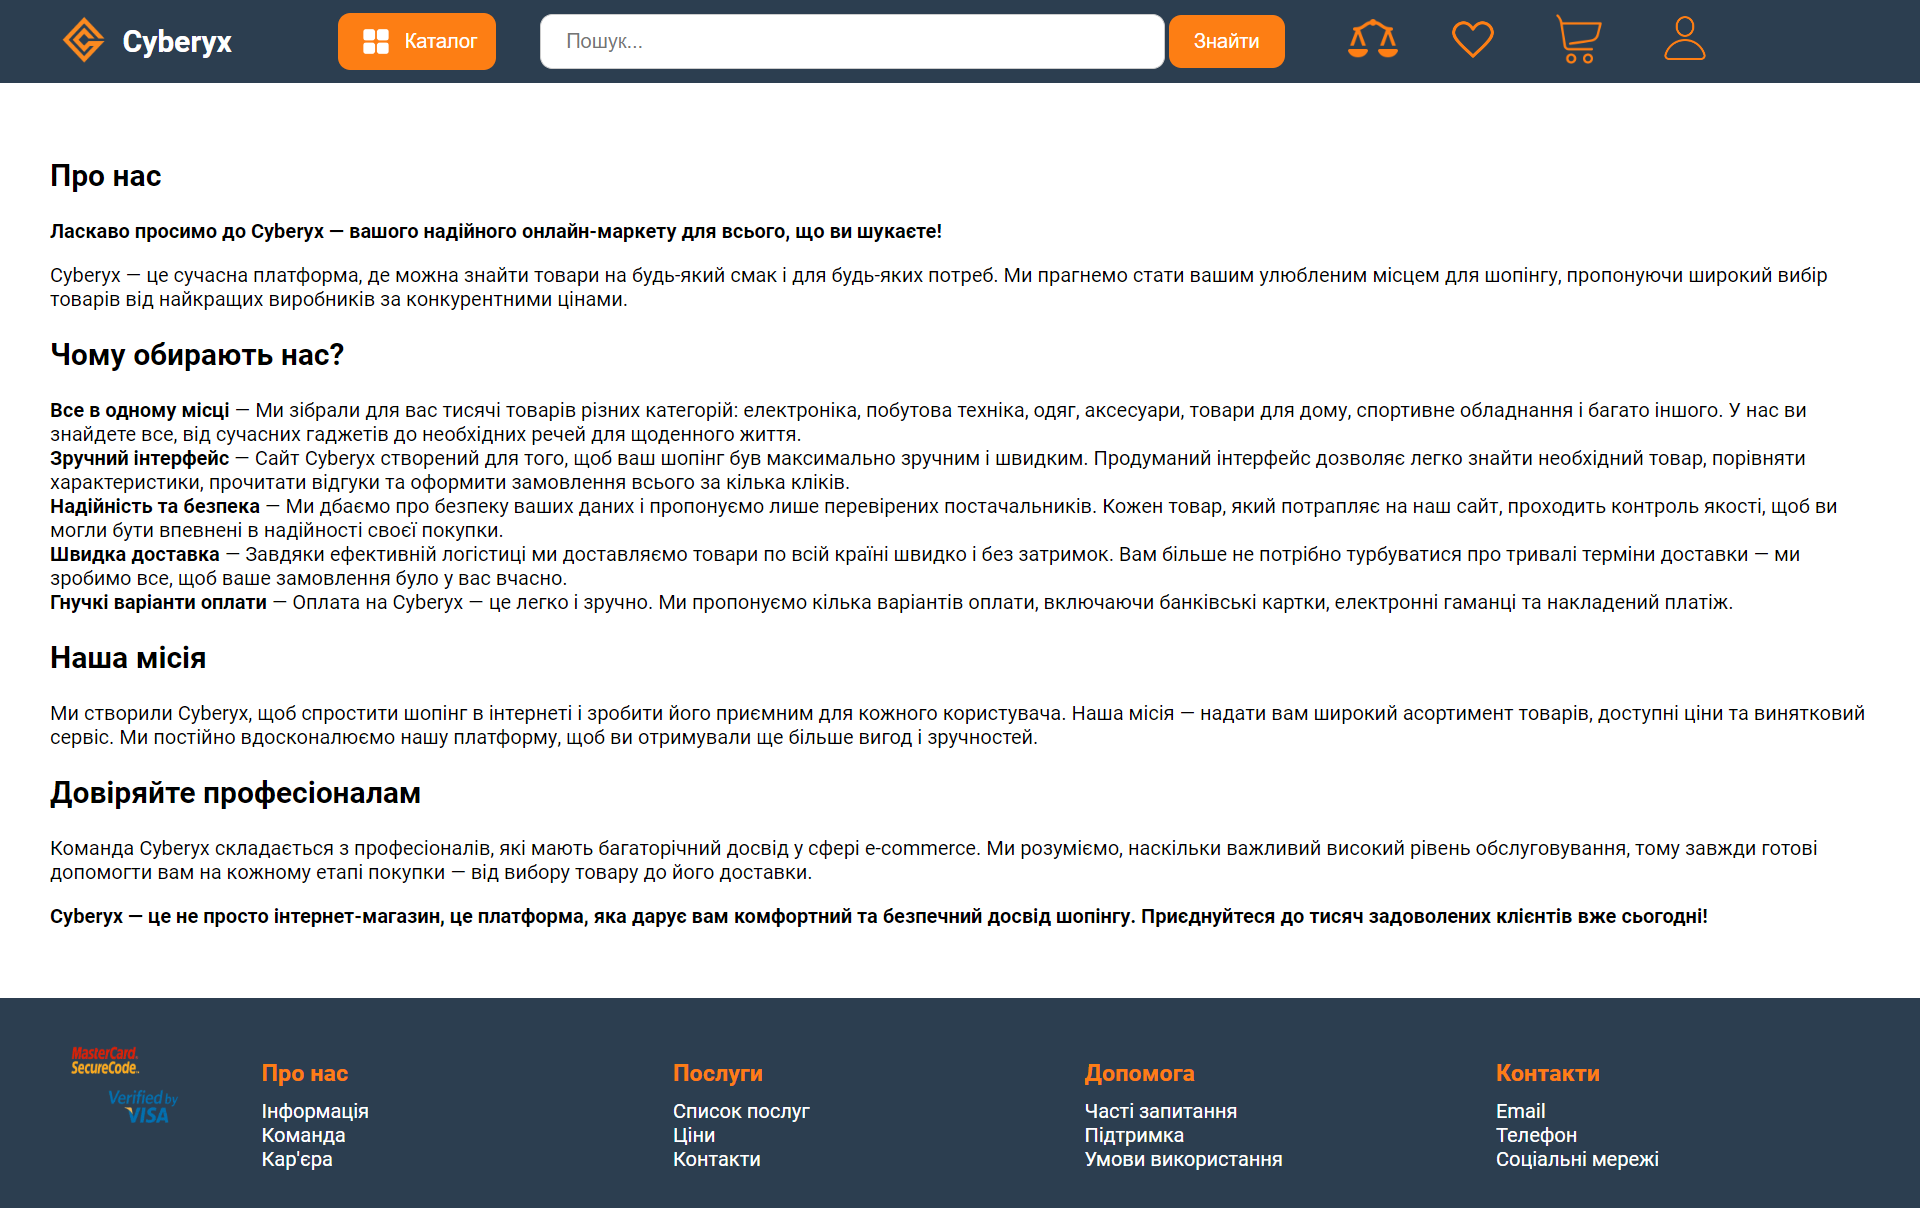 Cyberyx
Каталог
Пошук...
Знайти
Про нас
Ласкаво просимо до Cyberyx — вашого надійного онлайн-маркету для всього, що ви шукаєте!
Cyberyx — це сучасна платформа, де можна знайти товари на будь-який смак і для будь-яких потреб. Ми прагнемо стати вашим улюбленим місцем для шопінгу, пропонуючи широкий вибір
товарів від найкращих виробників за конкурентними цінами.
Чому обирають нас?
Все в одному місці — Ми зібрали для вас тисячі товарів різних категорій: електроніка, побутова техніка, одяг, аксесуари, товари для дому, спортивне обладнання і багато іншого. У нас ви
знайдете все, від сучасних гаджетів до необхідних речей для щоденного життя.
Зручний інтерфейс — Сайт Cyberyx створений для того, щоб ваш шопінг був максимально зручним і швидким. Продуманий інтерфейс дозволяє легко знайти необхідний товар, порівняти
характеристики, прочитати відгуки та оформити замовлення всього за кілька кліків.
Надійність та безпека — Ми дбаємо про безпеку ваших даних і пропонуємо лише перевірених постачальників. Кожен товар, який потрапляє на наш сайт, проходить контроль якості, щоб ви
могли бути впевнені в надійності своєї покупки.
Швидка доставка — Завдяки ефективній логістиці ми доставляємо товари по всій країні швидко і без затримок. Вам більше не потрібно турбуватися про тривалі терміни доставки — ми
зробимо все, щоб ваше замовлення було у вас вчасно.
Гнучкі варіанти оплати — Оплата на Cyberyx — це легко і зручно. Ми пропонуємо кілька варіантів оплати, включаючи банківські картки, електронні гаманці та накладений платіж.
Наша місія
Ми створили Cyberyx, щоб спростити шопінг в інтернеті і зробити його приємним для кожного користувача. Наша місія — надати вам широкий асортимент товарів, доступні ціни та винятковий
сервіс. Ми постійно вдосконалюємо нашу платформу, щоб ви отримували ще більше вигод і зручностей.
Довіряйте професіоналам
Команда Cyberyx складається з професіоналів, які мають багаторічний досвід у сфері e-commerce. Ми розуміємо, наскільки важливий високий рівень обслуговування, тому завжди готові
допомогти вам на кожному етапі покупки — від вибору товару до його доставки.
Cyberyx — це не просто інтернет-магазин, це платформа, яка дарує вам комфортний та безпечний досвід шопінгу. Приєднуйтеся до тисяч задоволених клієнтів вже сьогодні!
MasterCard.
SecureCode.
Verified by
VISA
Про нас
Інформація
Команда
Кар'єра
Послуги
Список послуг
Ціни
Контакти
Допомога
Часті запитання
Підтримка
Умови використання
Контакти
Email
Телефон
Соціальні мережі